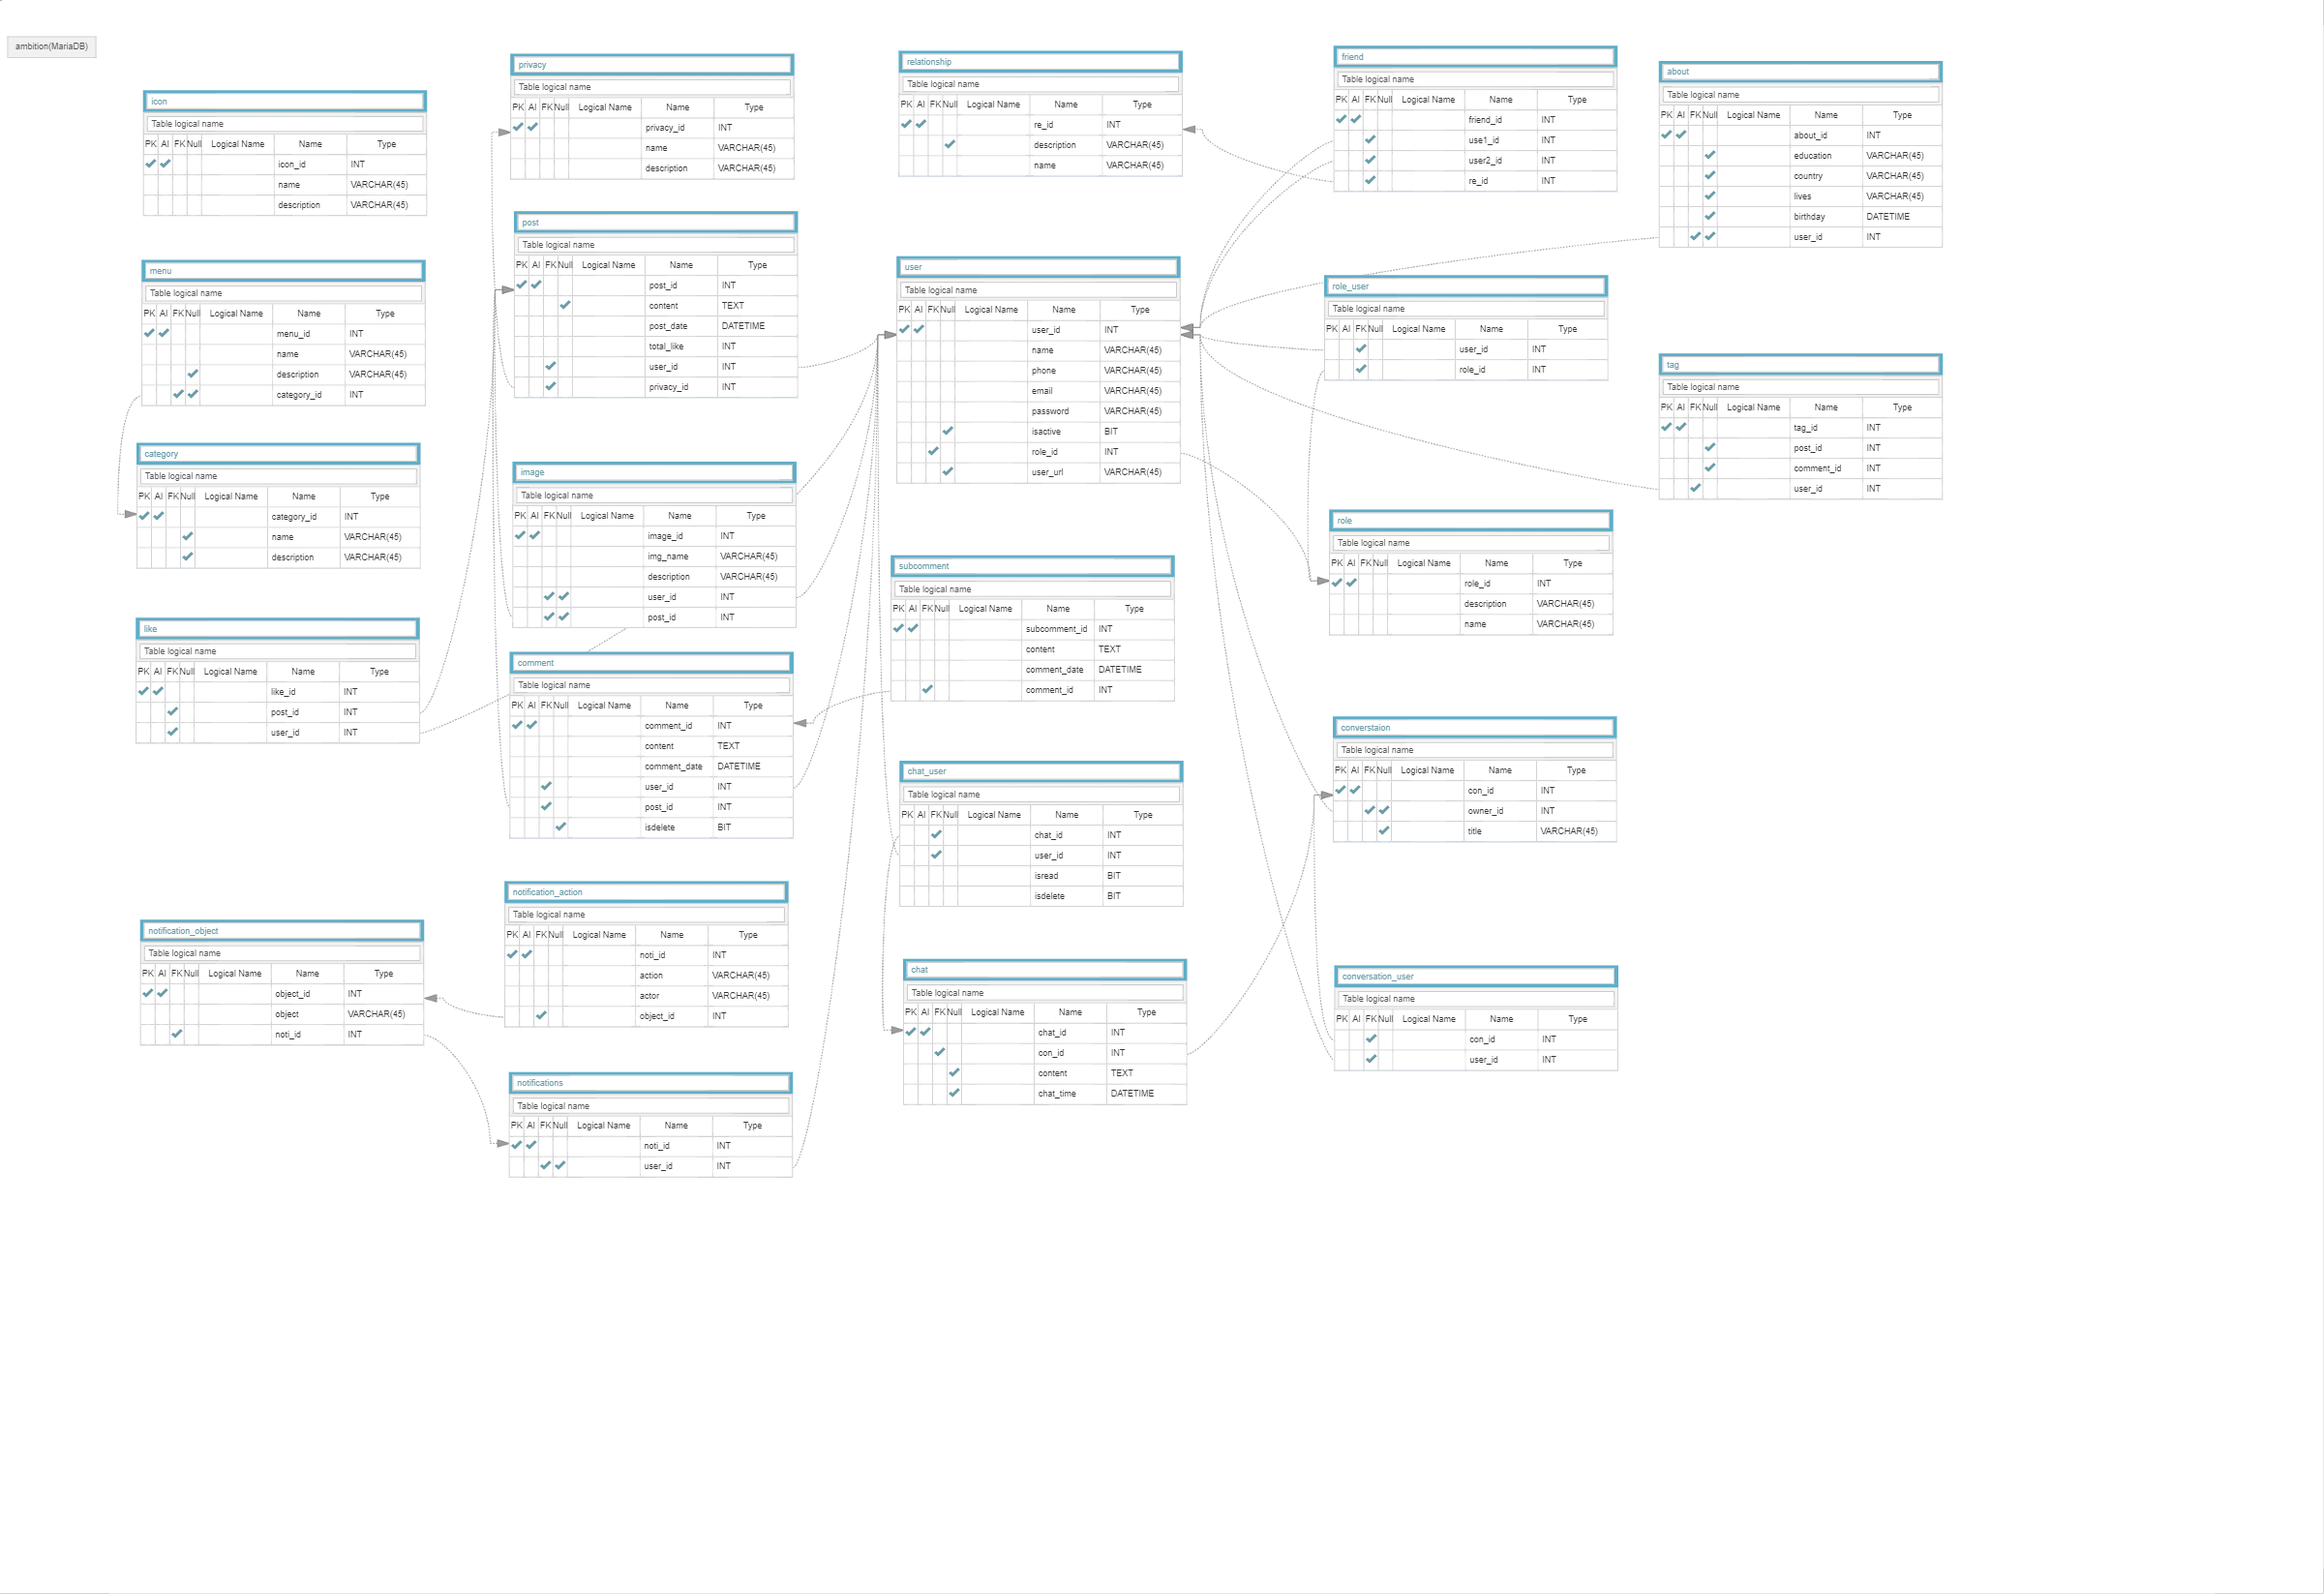 ambition(MariaDB)
icon
Table logical name
PK AI FK Null Logical Name Name Type
icon_id INT
name VARCHAR(45)
description VARCHAR(45)
menu
Table logical name
PK AI FK Null Logical Name Name Type
menu_id INT
name VARCHAR(45)
description VARCHAR(45)
category_id INT
category
Table logical name
PK AI FK Null Logical Name Name Type
category_id INT
name VARCHAR(45)
description VARCHAR(45)
like
Table logical name
PK AI FK Null Logical Name Name Type
like_id INT
post_id INT
user_id INT
notification_object
Table logical name
PK AI FK Null Logical Name Name Type
object_id INT
object VARCHAR(45)
noti_id INT
privacy
Table logical name
PK AI FK Null Logical Name Name Type
privacy_id INT
name VARCHAR(45)
description VARCHAR(45)
post
Table logical name
PK AI FK Null Logical Name Name Type
post_id INT
content TEXT
post_date DATETIME
total_like INT
user_id INT
privacy_id INT
image
Table logical name
PK AI FK Null Logical Name Name Type
image_id INT
img_name VARCHAR(45)
description VARCHAR(45)
user_id INT
post_id INT
comment
Table logical name
PK AI FK Null Logical Name Name Type
comment_id INT
content TEXT
comment_date DATETIME
user_id INT
post_id INT
isdelete BIT
notification_action
Table logical name
PK AI FK Null Logical Name Name Type
noti_id INT
action VARCHAR(45)
actor VARCHAR(45)
object_id INT
notifications
Table logical name
PK AI FK Null Logical Name Name Type
noti_id INT
user_id INT
relationship
Table logical name
PK AI FK Null Logical Name Name Type
re_id INT
description VARCHAR(45)
name VARCHAR(45)
user
Table logical name
PK AI FK Null Logical Name Name Type
user_id INT
name VARCHAR(45)
phone VARCHAR(45)
email VARCHAR(45)
password VARCHAR(45)
isactive BIT
role_id INT
user_url VARCHAR(45)
subcomment
Table logical name
PK AI FK Null Logical Name Name Type
subcomment_id INT
content TEXT
comment_date DATETIME
comment_id INT
chat_user
Table logical name
PK AI FK Null Logical Name Name Type
chat_id INT
user_id INT
isread BIT
isdelete BIT
chat
Table logical name
PK AI FK Null Logical Name Name Type
chat_id INT
con_id INT
content TEXT
chat_time DATETIME
friend
Table logical name
PK AI FK Null Logical Name Name Type
friend_id INT
use1_id INT
user2_id INT
re_id INT
role_user
Table logical name
PK AI FK Null Logical Name Name Type
user_id INT
role_id INT
role
Table logical name
PK AI FK Null Logical Name Name Type
role_id INT
description VARCHAR(45)
name VARCHAR(45)
converstaion
Table logical name
PK AI FK Null Logical Name Name Type
con_id INT
owner_id INT
title VARCHAR(45)
conversation_user
Table logical name
PK AI FK Null Logical Name Name Type
con_id INT
user_id INT
about
Table logical name
PK AI FK Null Logical Name Name Type
about_id INT
education VARCHAR(45)
country VARCHAR(45)
lives VARCHAR(45)
birthday DATETIME
user_id INT
tag
Table logical name
PK AI FK Null Logical Name Name Type
tag_id INT
post_id INT
comment_id INT
user_id INT